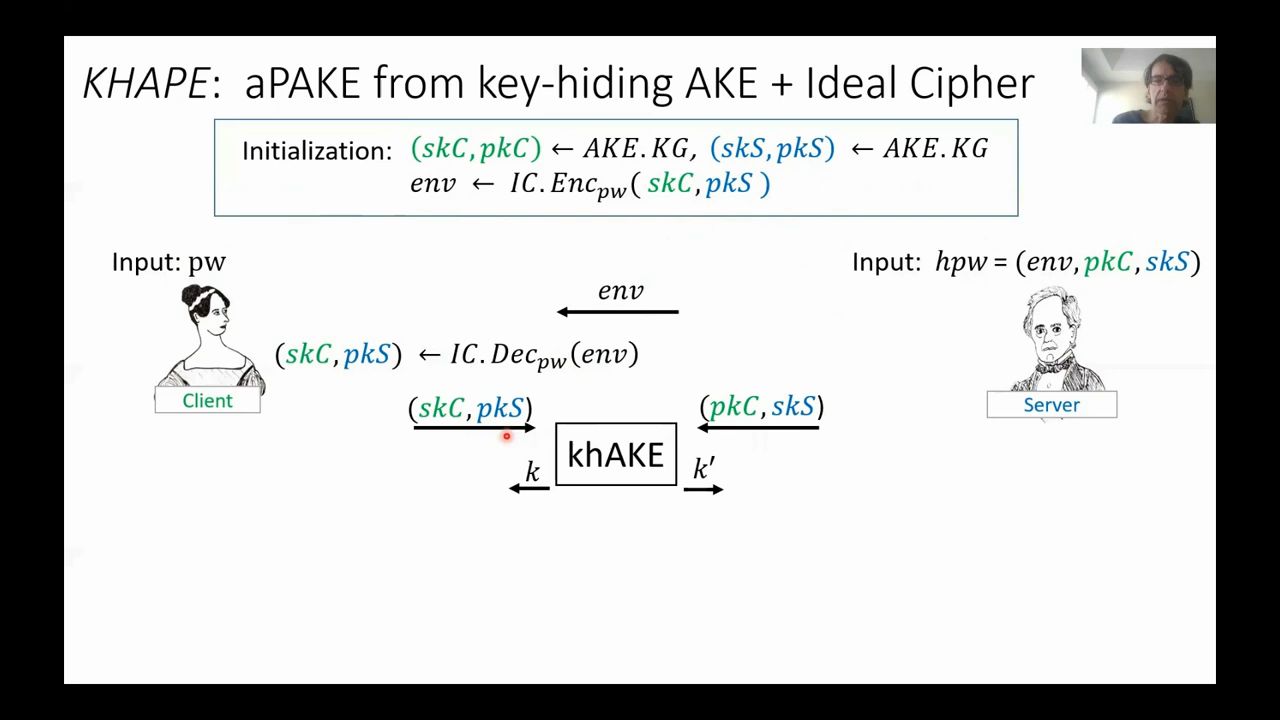 KHAPE: aPAKE from key-hiding AKE + Ideal Cipher
Initialization: (skC, pkC) ← AKE.KG, (skS, pkS) ← AKE.KG
env ← IC.Enc_pw( skC, pkS )
Input: pw
Input: hpw = (env, pkC, skS)
env
(skC, pkS) ← IC.Dec_pw(env)
Client
Server
(skC, pkS)
(pkC, skS)
khAKE
k
k′